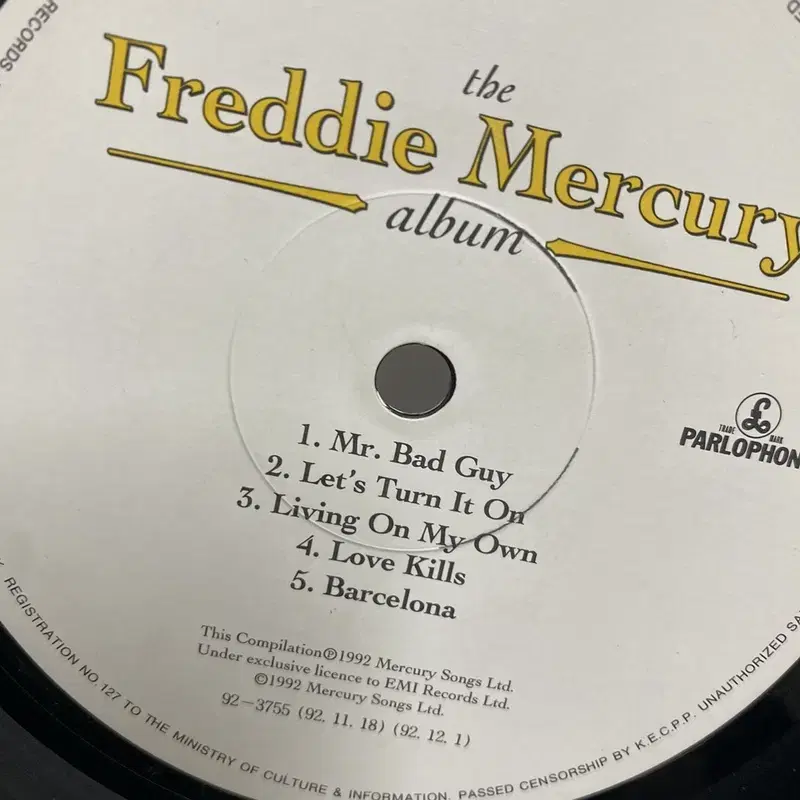 RECORDS
the
Freddie Mercury
album
TRADE MARK
PARLOPHON
1. Mr. Bad Guy
2. Let's Turn It On
3. Living On My Own
4. Love Kills
5. Barcelona
This Compilation℗1992 Mercury Songs Ltd.
Under exclusive licence to EMI Records Ltd.
©1992 Mercury Songs Ltd.
92-3755 (92. 11. 18) (92. 12. 1)
REGISTRATION NO. 127 TO THE MINISTRY OF CULTURE & INFORMATION. PASSED CENSORSHIP BY K.E.C.P.P. UNAUTHORIZED